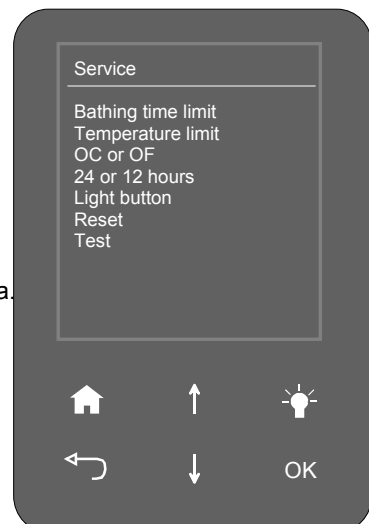 Service
Bathing time limit
Temperature limit
OC or OF
24 or 12 hours
Light button
Reset
Test
a.
OK